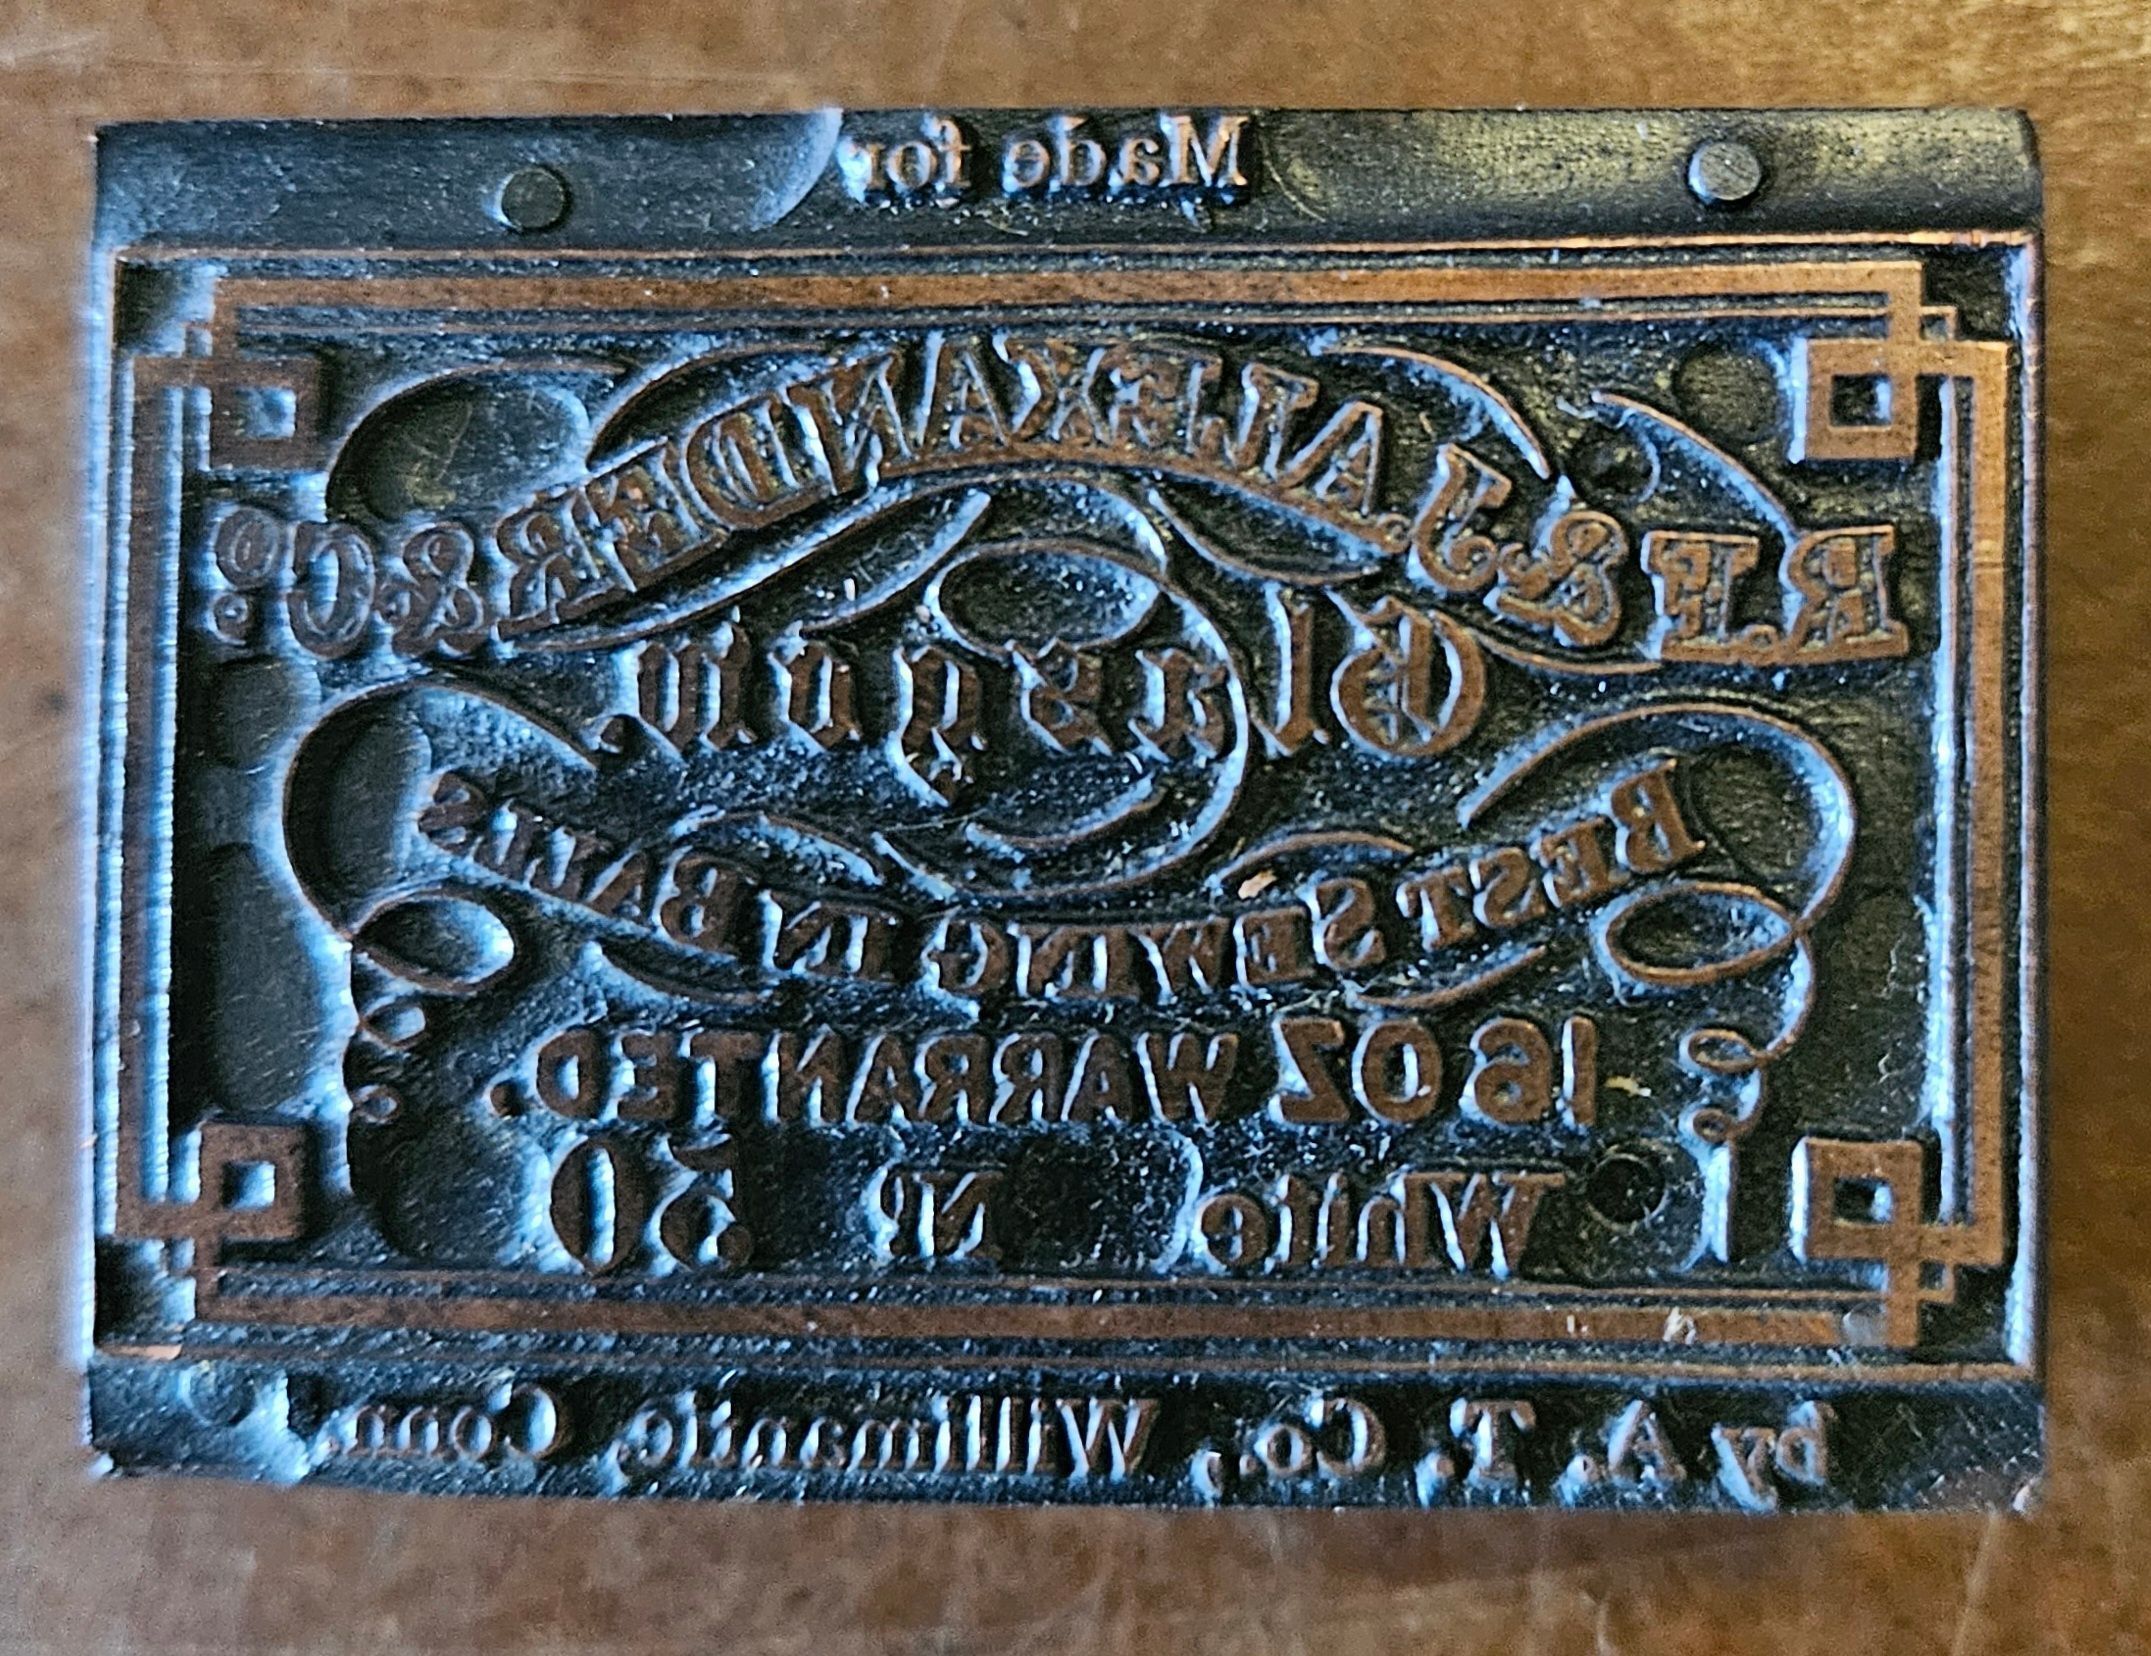 Made for
R.F. & J. ALEXANDER & Co.
Glasgow.
BEST SEWING IN BALLS
16 OZ WARRANTED.
White No 50
by A. T. Co., Willimantic, Conn.